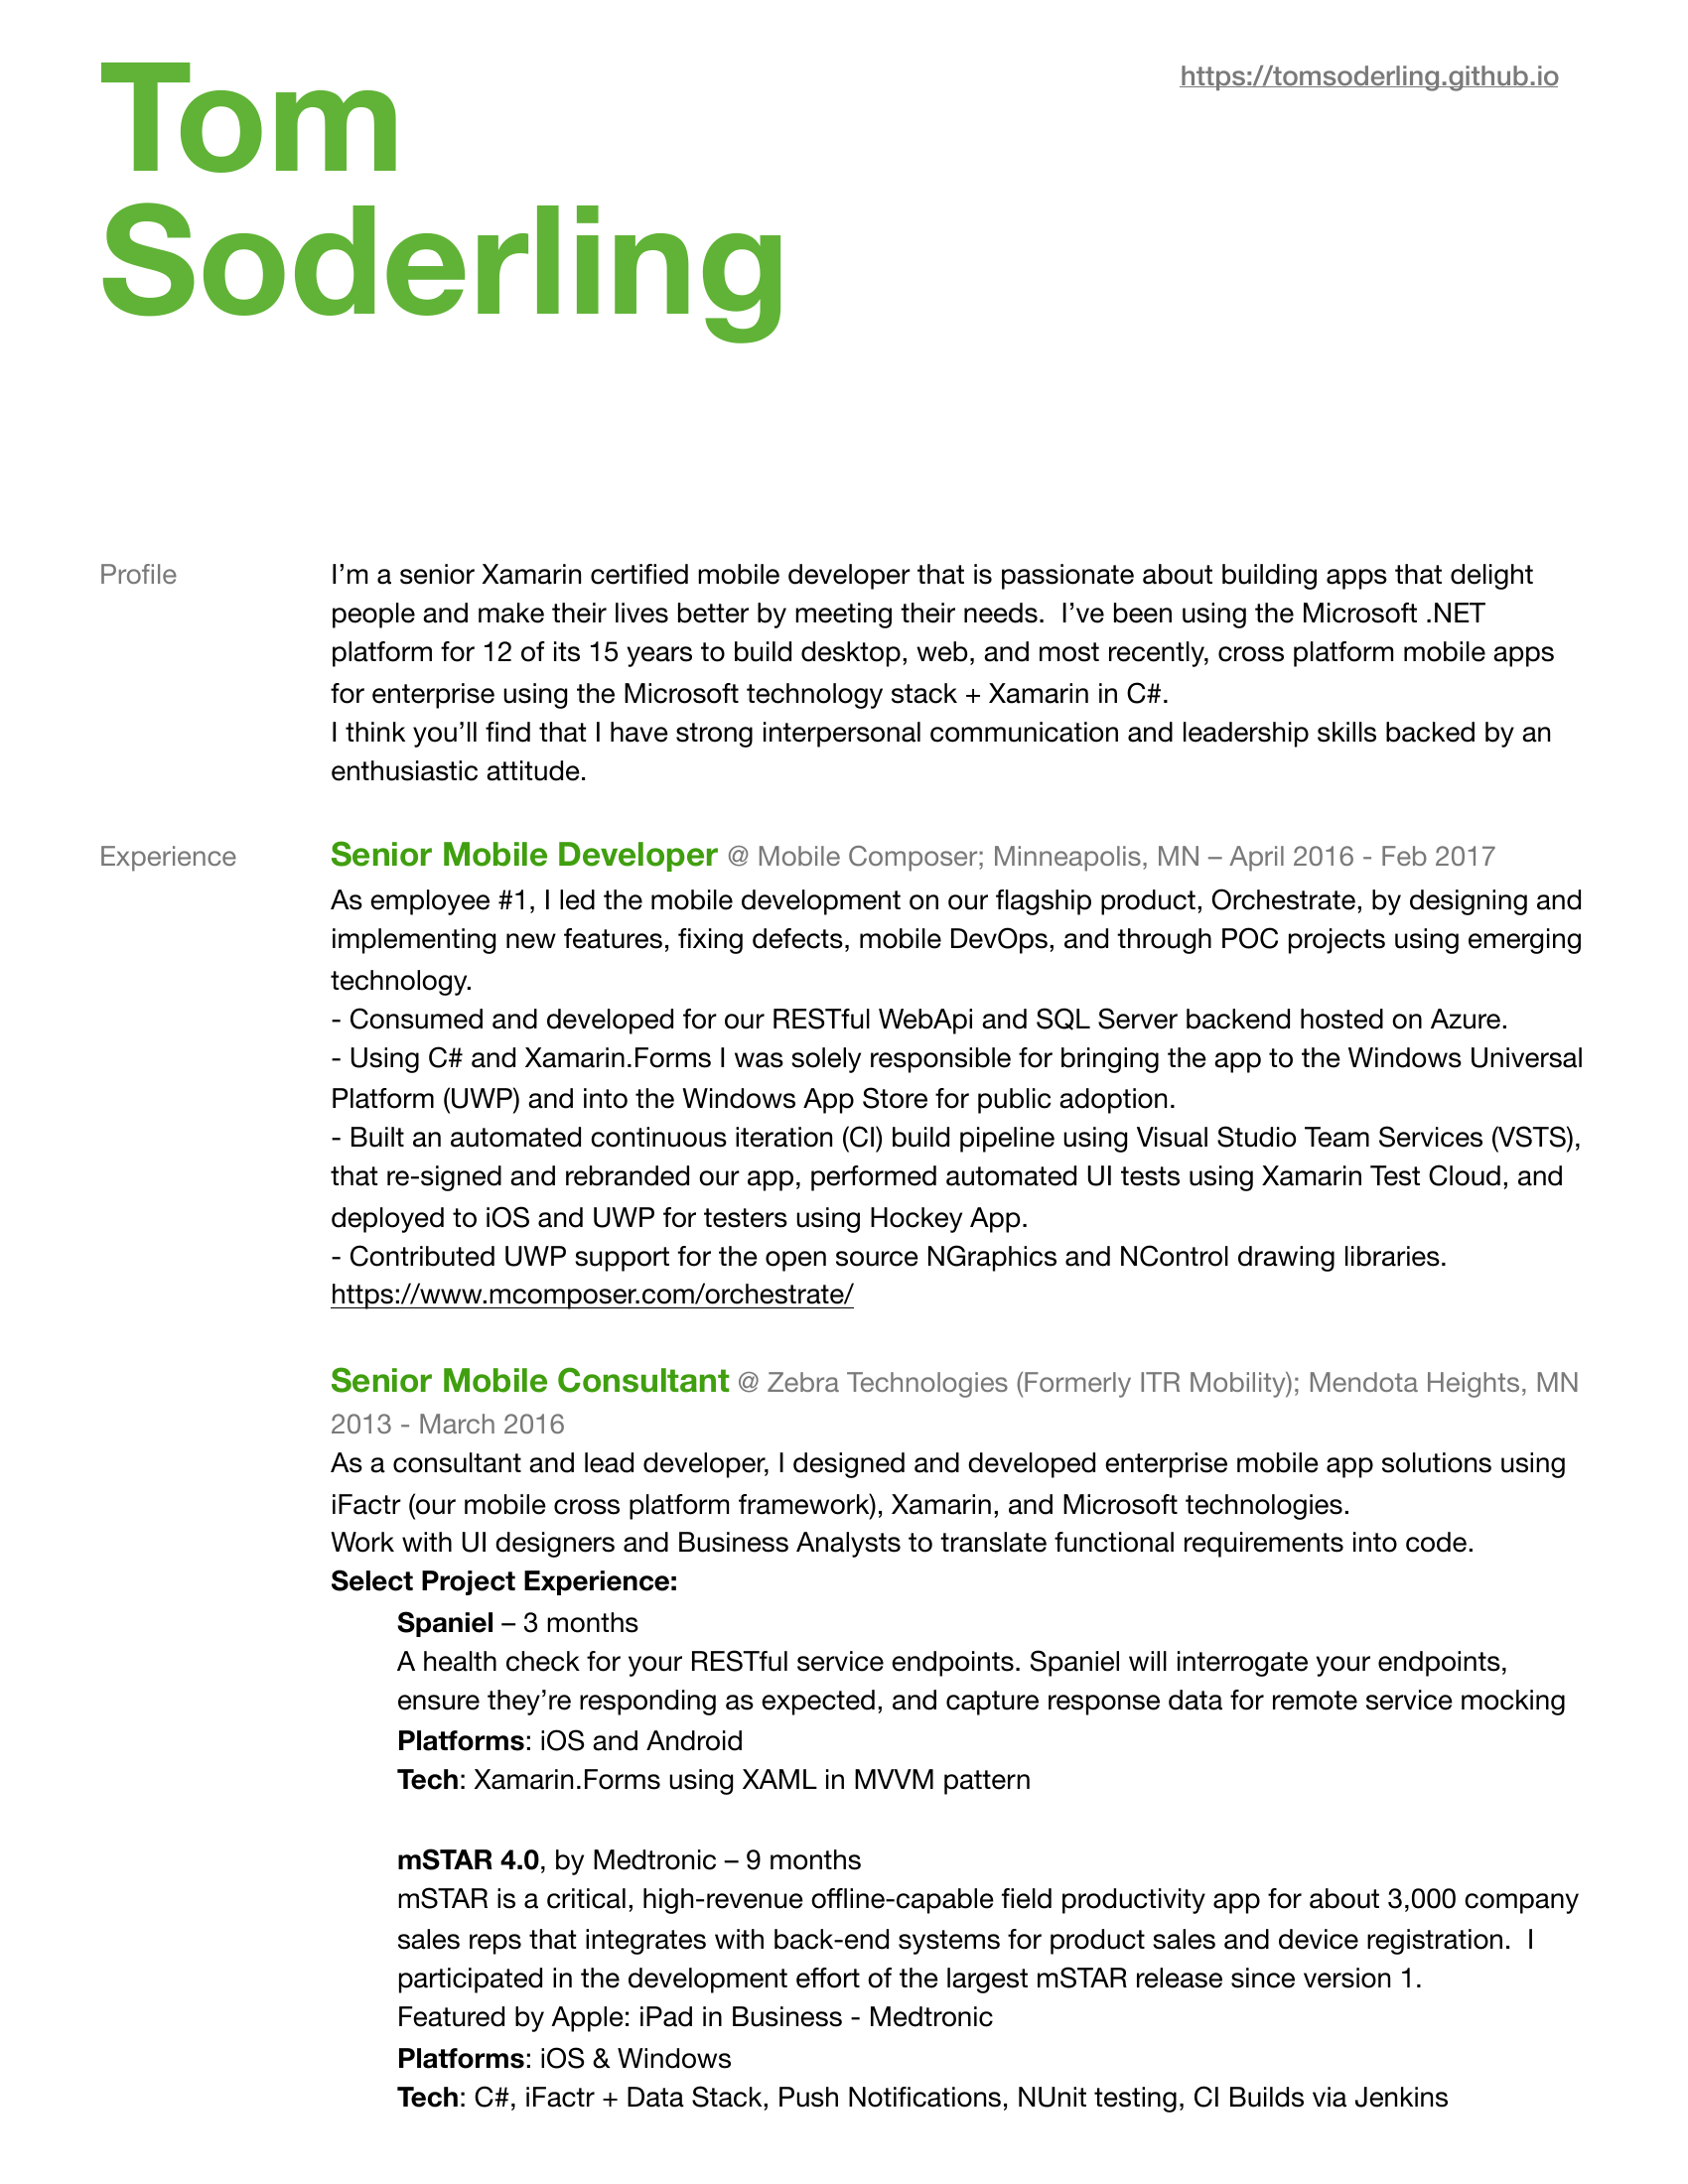 Tom
Soderling
https://tomsoderling.github.io
Profile
I’m a senior Xamarin certified mobile developer that is passionate about building apps that delight
people and make their lives better by meeting their needs.  I’ve been using the Microsoft .NET
platform for 12 of its 15 years to build desktop, web, and most recently, cross platform mobile apps
for enterprise using the Microsoft technology stack + Xamarin in C#.
I think you’ll find that I have strong interpersonal communication and leadership skills backed by an
enthusiastic attitude.
Experience
Senior Mobile Developer @ Mobile Composer; Minneapolis, MN – April 2016 - Feb 2017
As employee #1, I led the mobile development on our flagship product, Orchestrate, by designing and
implementing new features, fixing defects, mobile DevOps, and through POC projects using emerging
technology.
- Consumed and developed for our RESTful WebApi and SQL Server backend hosted on Azure.
- Using C# and Xamarin.Forms I was solely responsible for bringing the app to the Windows Universal
Platform (UWP) and into the Windows App Store for public adoption.
- Built an automated continuous iteration (CI) build pipeline using Visual Studio Team Services (VSTS),
that re-signed and rebranded our app, performed automated UI tests using Xamarin Test Cloud, and
deployed to iOS and UWP for testers using Hockey App.
- Contributed UWP support for the open source NGraphics and NControl drawing libraries.
https://www.mcomposer.com/orchestrate/
Senior Mobile Consultant @ Zebra Technologies (Formerly ITR Mobility); Mendota Heights, MN
2013 - March 2016
As a consultant and lead developer, I designed and developed enterprise mobile app solutions using
iFactr (our mobile cross platform framework), Xamarin, and Microsoft technologies.
Work with UI designers and Business Analysts to translate functional requirements into code.
Select Project Experience:
Spaniel – 3 months
A health check for your RESTful service endpoints. Spaniel will interrogate your endpoints,
ensure they’re responding as expected, and capture response data for remote service mocking
Platforms: iOS and Android
Tech: Xamarin.Forms using XAML in MVVM pattern
mSTAR 4.0, by Medtronic – 9 months
mSTAR is a critical, high-revenue offline-capable field productivity app for about 3,000 company
sales reps that integrates with back-end systems for product sales and device registration.  I
participated in the development effort of the largest mSTAR release since version 1.
Featured by Apple: iPad in Business - Medtronic
Platforms: iOS & Windows
Tech: C#, iFactr + Data Stack, Push Notifications, NUnit testing, CI Builds via Jenkins